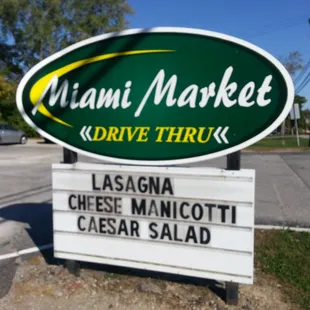 Miami Market
«DRIVE THRU«
LASAGNA
CHEESE MANICOTTI
CAESAR SALAD